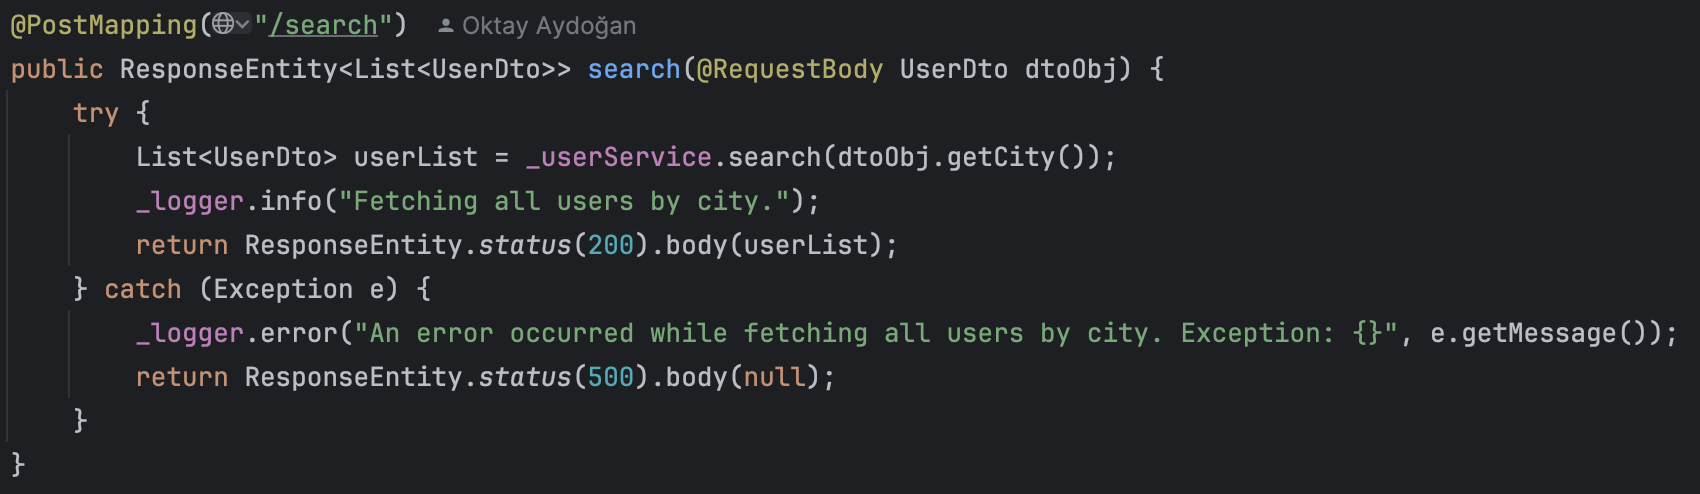 @PostMapping("/search") Oktay Aydoğan
public ResponseEntity<List<UserDto>> search(@RequestBody UserDto dtoObj) {
    try {
        List<UserDto> userList = _userService.search(dtoObj.getCity());
        _logger.info("Fetching all users by city.");
        return ResponseEntity.status(200).body(userList);
    } catch (Exception e) {
        _logger.error("An error occurred while fetching all users by city. Exception: {}", e.getMessage());
        return ResponseEntity.status(500).body(null);
    }
}